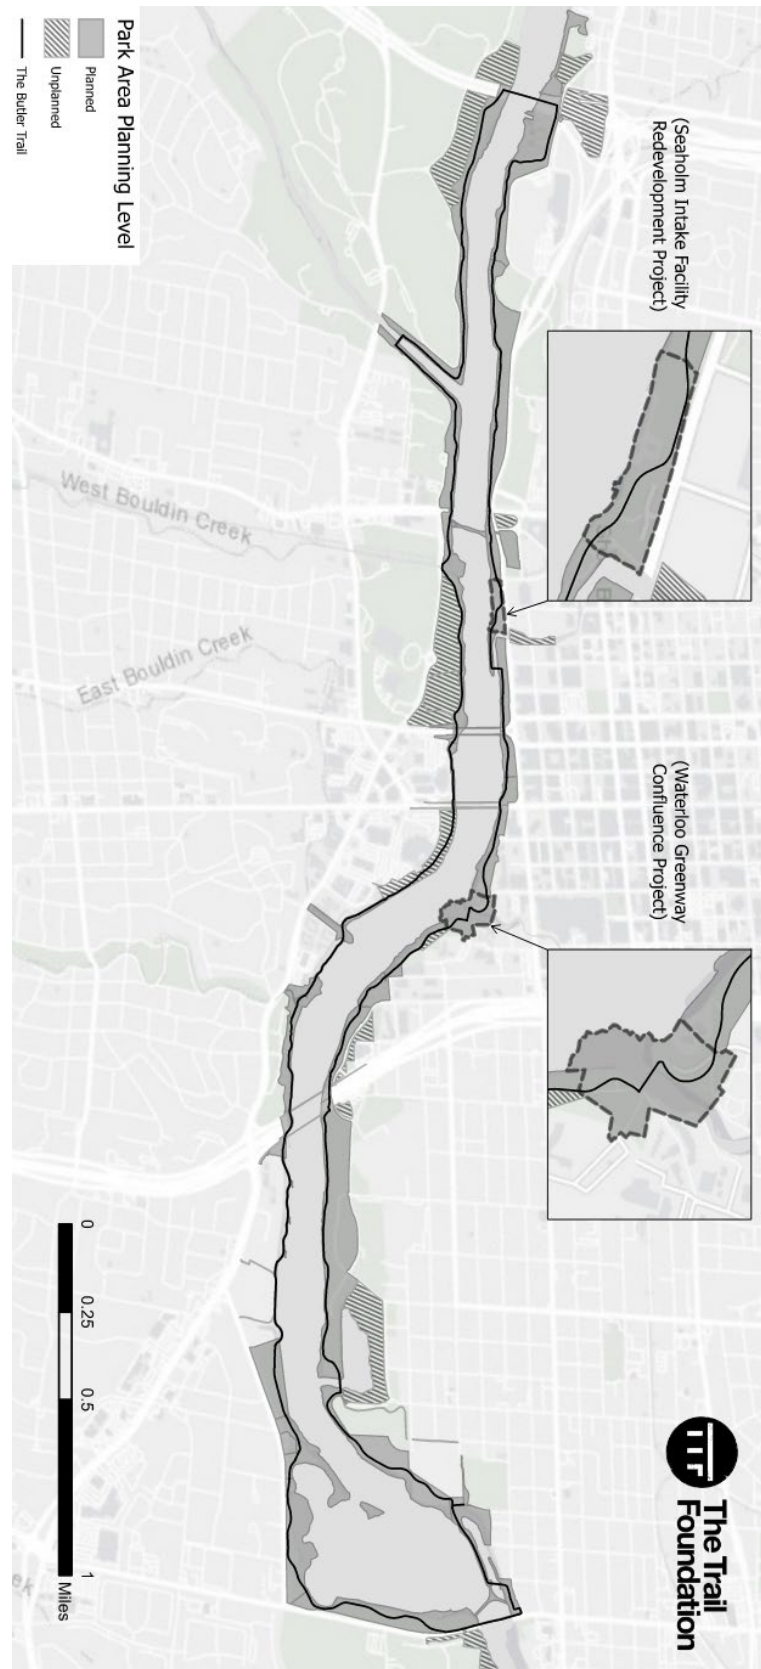 (Seaholm Intake Facility
Redevelopment Project)
(Waterloo Greenway
Confluence Project)
The Trail
Foundation
West Bouldin Creek
East Bouldin Creek
Park Area Planning Level
Planned
Unplanned
The Butler Trail
0
0.25
0.5
1
Miles